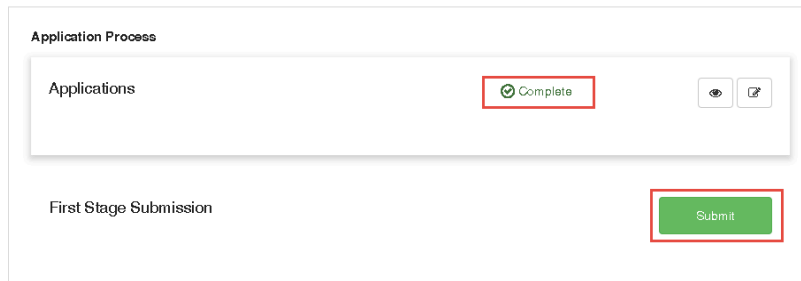 Application Process
Applications
Complete
First Stage Submission
Submit